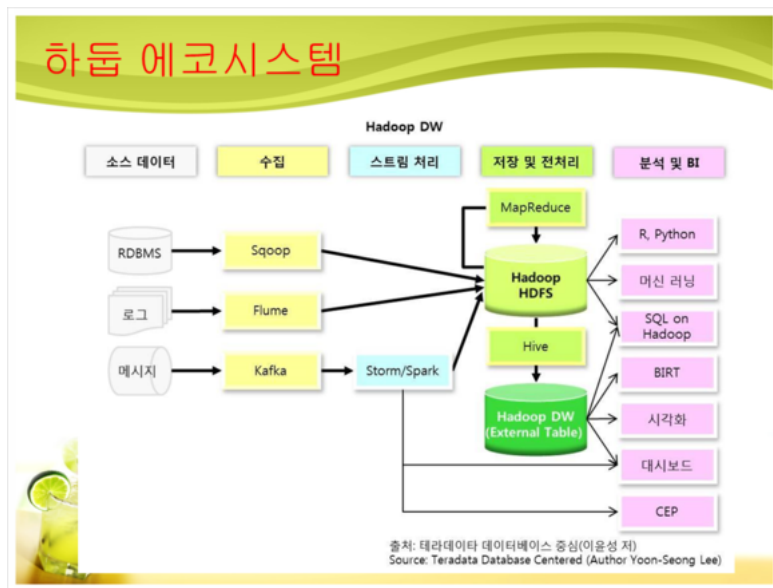 하둡 에코시스템
Hadoop DW
소스 데이터
수집
스트림 처리
저장 및 전처리
분석 및 BI
MapReduce
RDBMS
Sqoop
Hadoop
HDFS
R, Python
머신 러닝
로그
Flume
SQL on
Hadoop
Hive
메시지
Kafka
Storm/Spark
BIRT
Hadoop DW
(External Table)
시각화
대시보드
CEP
출처: 테라데이타 데이터베이스 중심(이윤성 저)
Source: Teradata Database Centered (Author Yoon-Seong Lee)